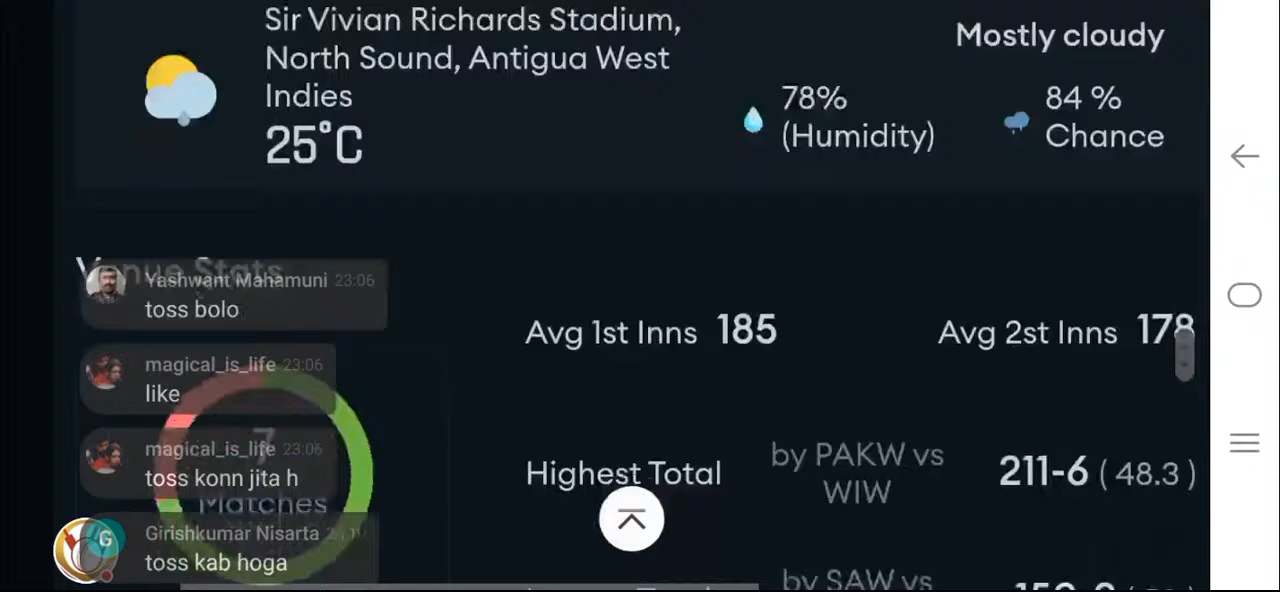 Sir Vivian Richards Stadium,
North Sound, Antigua West
Indies
25°C
Mostly cloudy
78%
(Humidity)
84 %
Chance
Venue Stats
Yashwant Mahamuni 23:06
toss bolo
magical_is_life 23:06
like
magical_is_life 23:06
toss konn jita h
Girishkumar Nisarta
toss kab hoga
7
Matches
Avg 1st Inns 185
Avg 2st Inns 178
Highest Total
by PAKW vs
WIW
211-6 ( 48.3 )
by SAW vs
G